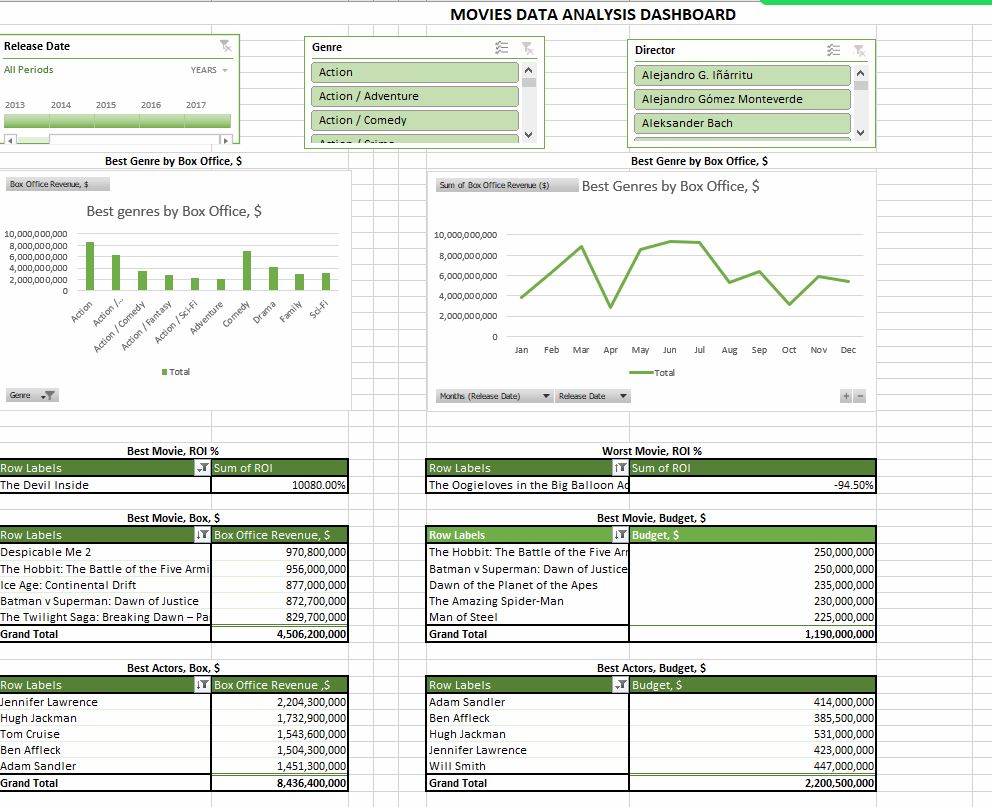 MOVIES DATA ANALYSIS DASHBOARD
Release Date
All Periods YEARS
2013 2014 2015 2016 2017
Genre
Action
Action / Adventure
Action / Comedy
Action / Crime
Director
Alejandro G. Iñárritu
Alejandro Gómez Monteverde
Aleksander Bach
Best Genre by Box Office, $
Box Office Revenue, $
Best genres by Box Office, $
10,000,000,000
8,000,000,000
6,000,000,000
4,000,000,000
2,000,000,000
0
Action
Action /...
Action / Comedy
Action / Fantasy
Action / Sci-Fi
Adventure
Comedy
Drama
Family
Sci-Fi
Total
Genre
Best Genre by Box Office, $
Sum of Box Office Revenue ($)
Best Genres by Box Office, $
10,000,000,000
8,000,000,000
6,000,000,000
4,000,000,000
2,000,000,000
0
Jan Feb Mar Apr May Jun Jul Aug Sep Oct Nov Dec
Total
Months (Release Date) Release Date + −
Best Movie, ROI %
Row Labels Sum of ROI
The Devil Inside 10080.00%
Worst Movie, ROI %
Row Labels Sum of ROI
The Oogieloves in the Big Balloon Ad -94.50%
Best Movie, Box, $
Row Labels Box Office Revenue, $
Despicable Me 2 970,800,000
The Hobbit: The Battle of the Five Armi 956,000,000
Ice Age: Continental Drift 877,000,000
Batman v Superman: Dawn of Justice 872,700,000
The Twilight Saga: Breaking Dawn – Pa 829,700,000
Grand Total 4,506,200,000
Best Movie, Budget, $
Row Labels Budget, $
The Hobbit: The Battle of the Five Arr 250,000,000
Batman v Superman: Dawn of Justice 250,000,000
Dawn of the Planet of the Apes 235,000,000
The Amazing Spider-Man 230,000,000
Man of Steel 225,000,000
Grand Total 1,190,000,000
Best Actors, Box, $
Row Labels Box Office Revenue ,$
Jennifer Lawrence 2,204,300,000
Hugh Jackman 1,732,900,000
Tom Cruise 1,543,600,000
Ben Affleck 1,504,300,000
Adam Sandler 1,451,300,000
Grand Total 8,436,400,000
Best Actors, Budget, $
Row Labels Budget, $
Adam Sandler 414,000,000
Ben Affleck 385,500,000
Hugh Jackman 531,000,000
Jennifer Lawrence 423,000,000
Will Smith 447,000,000
Grand Total 2,200,500,000